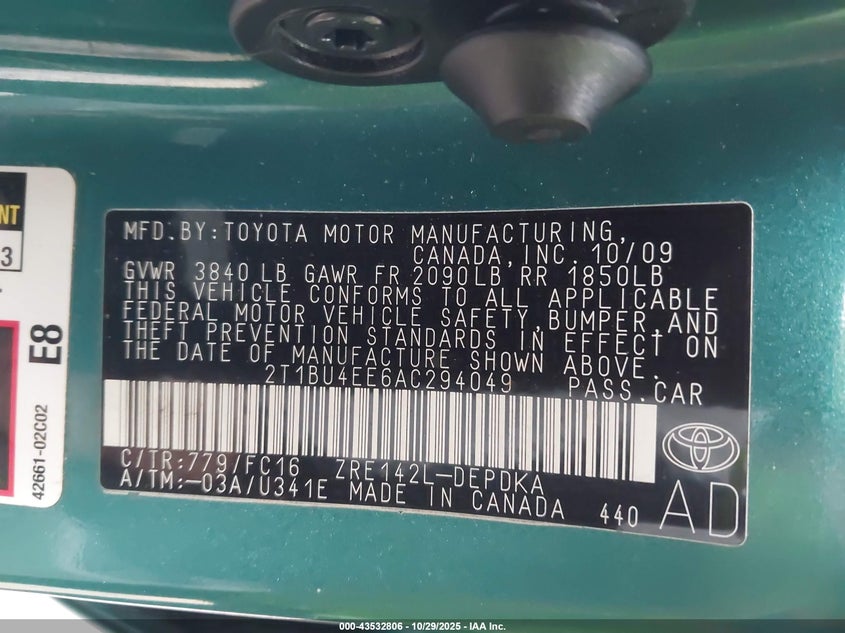 NT
3
E8
42661-02C02
MFD.BY:TOYOTA MOTOR MANUFACTURING,
CANADA, INC. 10/09
GVWR 3840 LB GAWR FR 2090LB RR 1850LB
THIS VEHICLE CONFORMS TO ALL APPLICABLE
FEDERAL MOTOR VEHICLE SAFETY, BUMPER, AND
THEFT PREVENTION STANDARDS IN EFFECT ON
THE DATE OF MANUFACTURE SHOWN ABOVE.
2T1BU4EE6AC294049 PASS.CAR
C/TR:779/FC16 ZRE142L-DEPDKA
A/TM:-03A/U341E MADE IN CANADA 440
AD
000-43532806 - 10/29/2025 - IAA Inc.